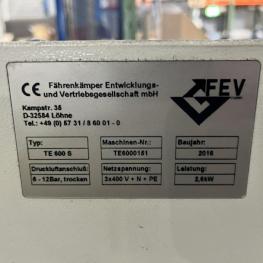 CE Fährenkämper Entwicklungs-
und Vertriebsgesellschaft mbH
FEV
Kampstr. 35
D-32584 Löhne
Tel.: +49 (0) 57 31 / 8 60 01 - 0
Typ: Maschinen-Nr.: Baujahr:
TE 600 S TE6000151 2016
Druckluftanschluß: Netzspannung: Leistung:
6 - 12Bar, trocken 3x400 V + N + PE 2,6kW